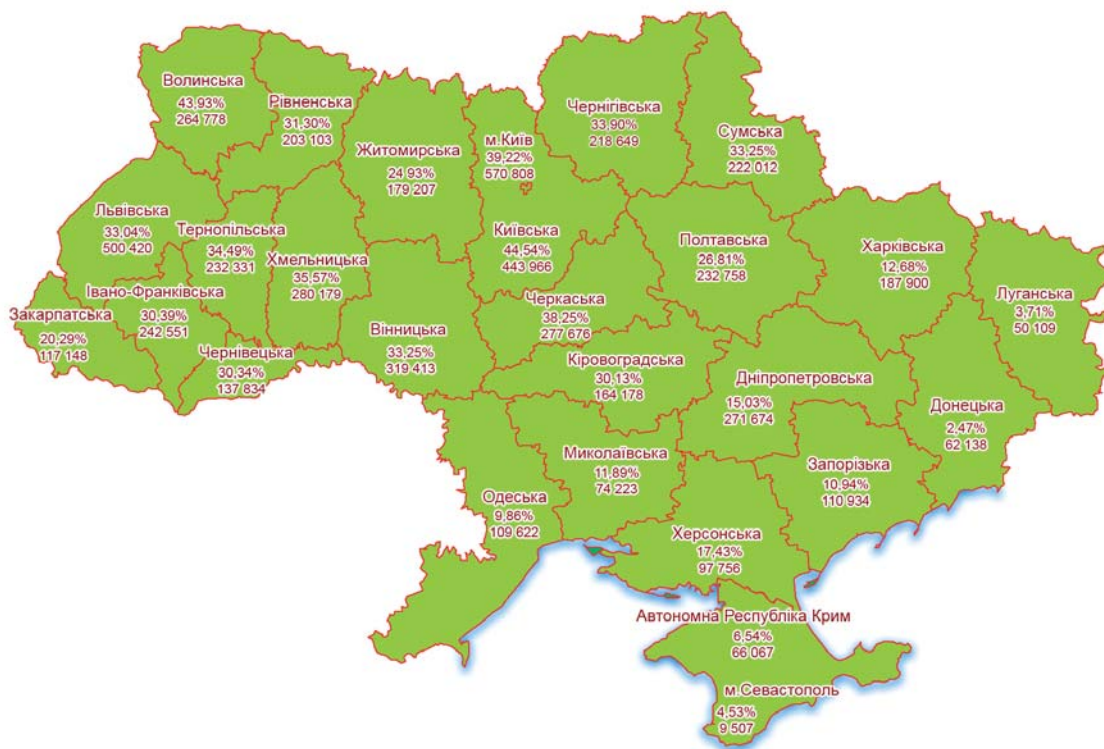 Волинська
43,93%
264 778
Рівненська
31,30%
203 103
Житомирська
24,93%
179 207
м.Київ
39,22%
570 808
Чернігівська
33,90%
218 649
Сумська
33,25%
222 012
Львівська
33,04%
500 420
Тернопільська
34,49%
232 331
Хмельницька
35,57%
280 179
Київська
44,54%
443 966
Полтавська
26,81%
232 758
Харківська
12,68%
187 900
Луганська
3,71%
50 109
Закарпатська
20,29%
117 148
Івано-Франківська
30,39%
242 551
Чернівецька
30,34%
137 834
Вінницька
33,25%
319 413
Черкаська
38,25%
277 676
Кіровоградська
30,13%
164 178
Дніпропетровська
15,03%
271 674
Донецька
2,47%
62 138
Одеська
9,86%
109 622
Миколаївська
11,89%
74 223
Запорізька
10,94%
110 934
Херсонська
17,43%
97 756
Автономна Республіка Крим
6,54%
66 067
м.Севастополь
4,53%
9 507